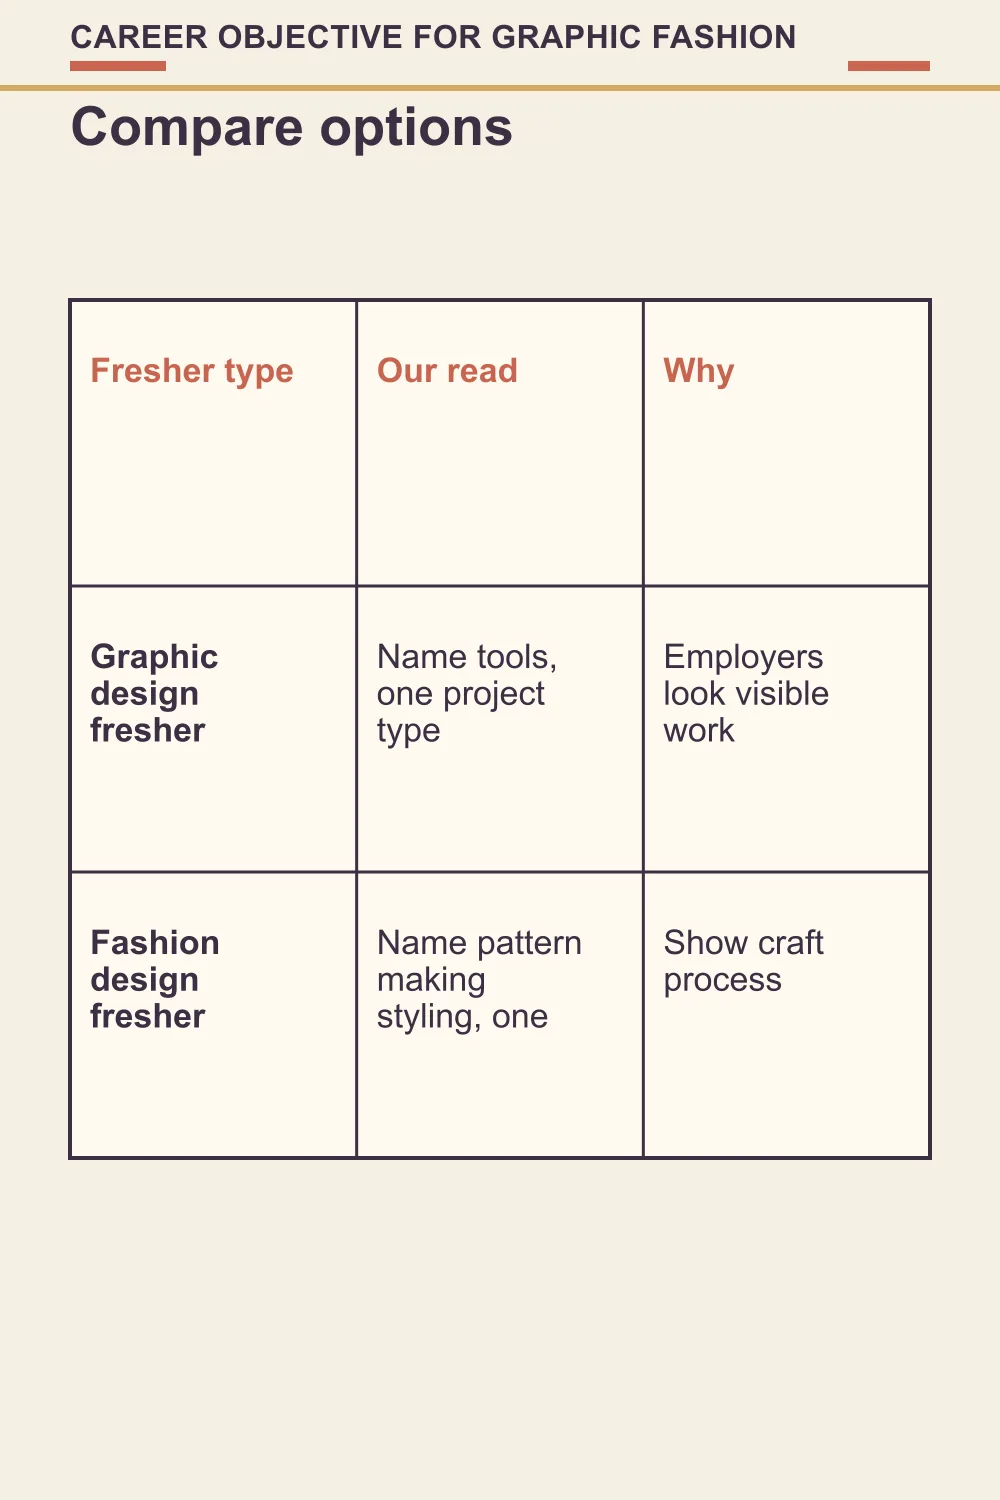 CAREER OBJECTIVE FOR GRAPHIC FASHION
Compare options
Fresher type
Our read
Why
Graphic
design
fresher
Name tools,
one project
type
Employers
look visible
work
Fashion
design
fresher
Name pattern
making
styling, one
Show craft
process